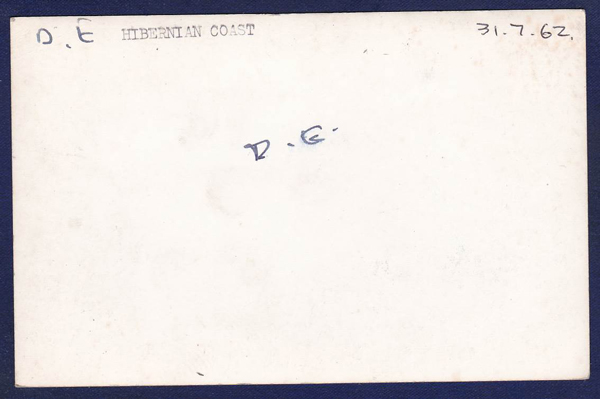 D.E HIBERNIAN COAST 31.7.62.
D.E.